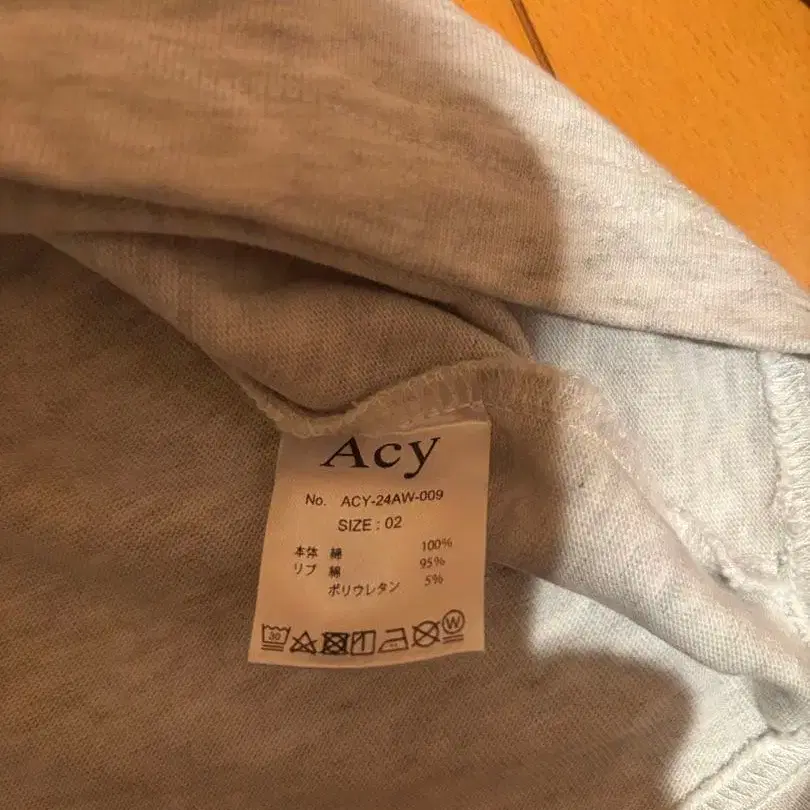 Acy
No. ACY-24AW-009
SIZE : 02
本体 綿 100%
リブ 綿 95%
ポリウレタン 5%
30
W